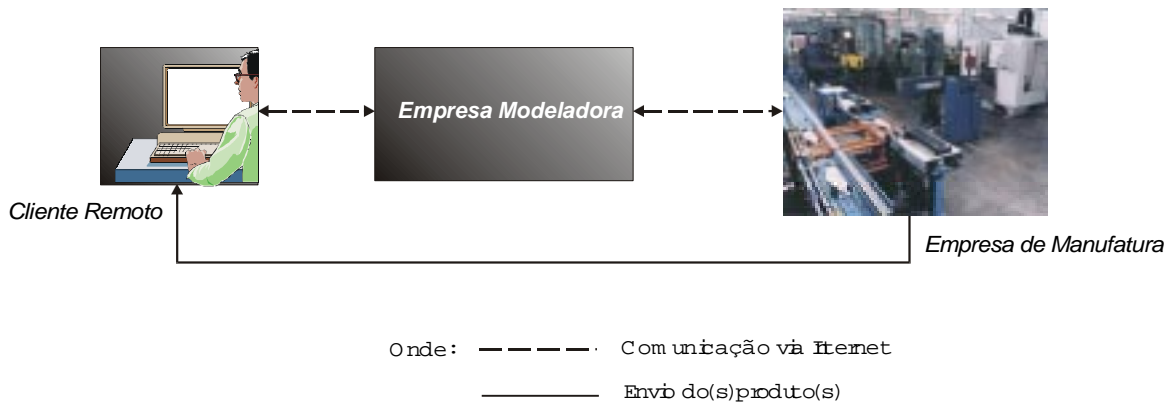 Empresa Modeladora
Cliente Remoto
Empresa de Manufatura
Onde: Comunicação via Internet
Envio do(s) produto(s)